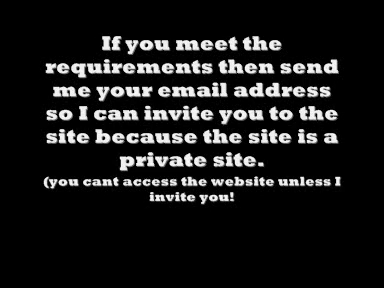 If you meet the
requirements then send
me your email address
so I can invite you to the
site because the site is a
private site.
(you cant access the website unless I
invite you!